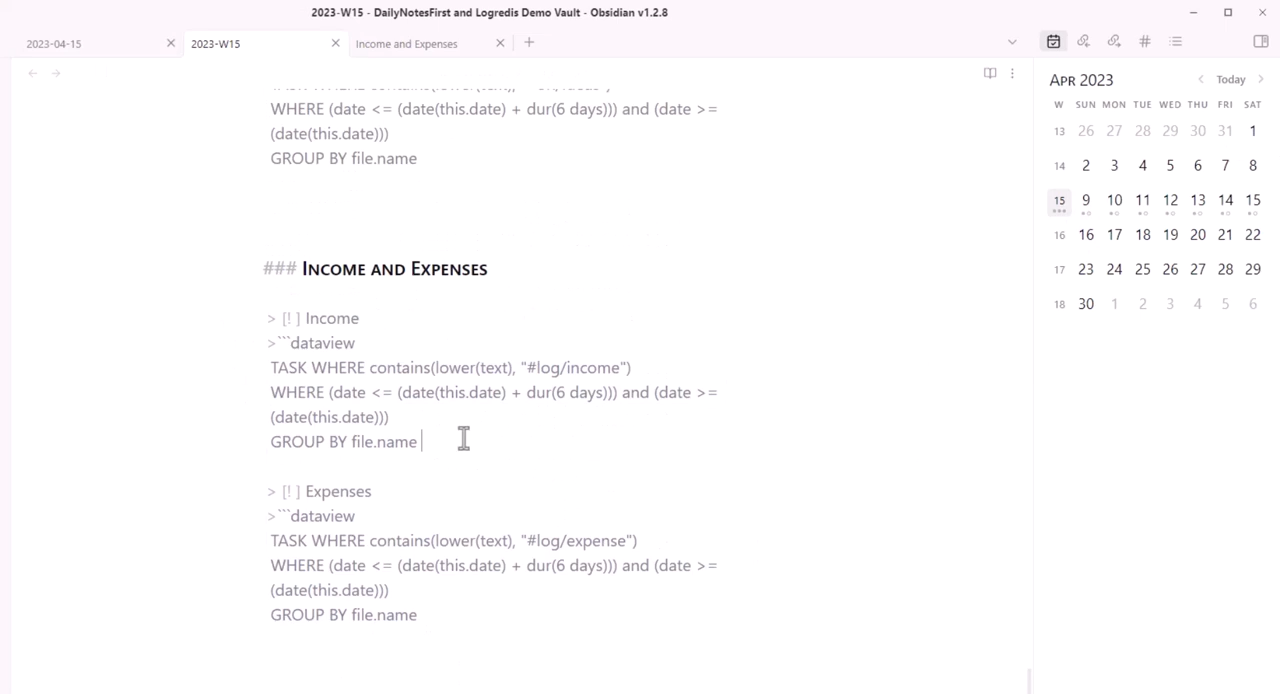 2023-W15 - DailyNotesFirst and Logredis Demo Vault - Obsidian v1.2.8
2023-04-15
2023-W15
Income and Expenses
WHERE (date <= (date(this.date) + dur(6 days))) and (date >=
(date(this.date)))
GROUP BY file.name
### Income and Expenses
> [! ] Income
>```dataview
TASK WHERE contains(lower(text), "#log/income")
WHERE (date <= (date(this.date) + dur(6 days))) and (date >=
(date(this.date)))
GROUP BY file.name
> [! ] Expenses
>```dataview
TASK WHERE contains(lower(text), "#log/expense")
WHERE (date <= (date(this.date) + dur(6 days))) and (date >=
(date(this.date)))
GROUP BY file.name
Apr 2023
Today
W SUN MON TUE WED THU FRI SAT
13 26 27 28 29 30 31 1
14 2 3 4 5 6 7 8
15 9 10 11 12 13 14 15
16 16 17 18 19 20 21 22
17 23 24 25 26 27 28 29
18 30 1 2 3 4 5 6